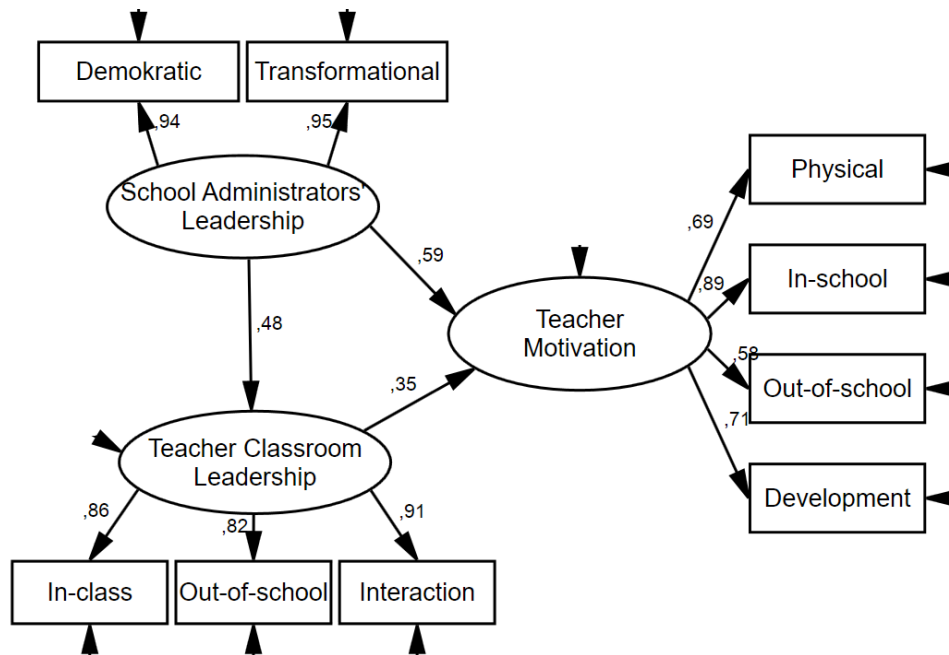 Demokratic
Transformational
,94
,95
School Administrators'
Leadership
Physical
,69
,59
In-school
,89
Teacher
Motivation
,48
,58
Out-of-school
,35
,71
Teacher Classroom
Leadership
Development
,86
,82
,91
In-class
Out-of-school
Interaction